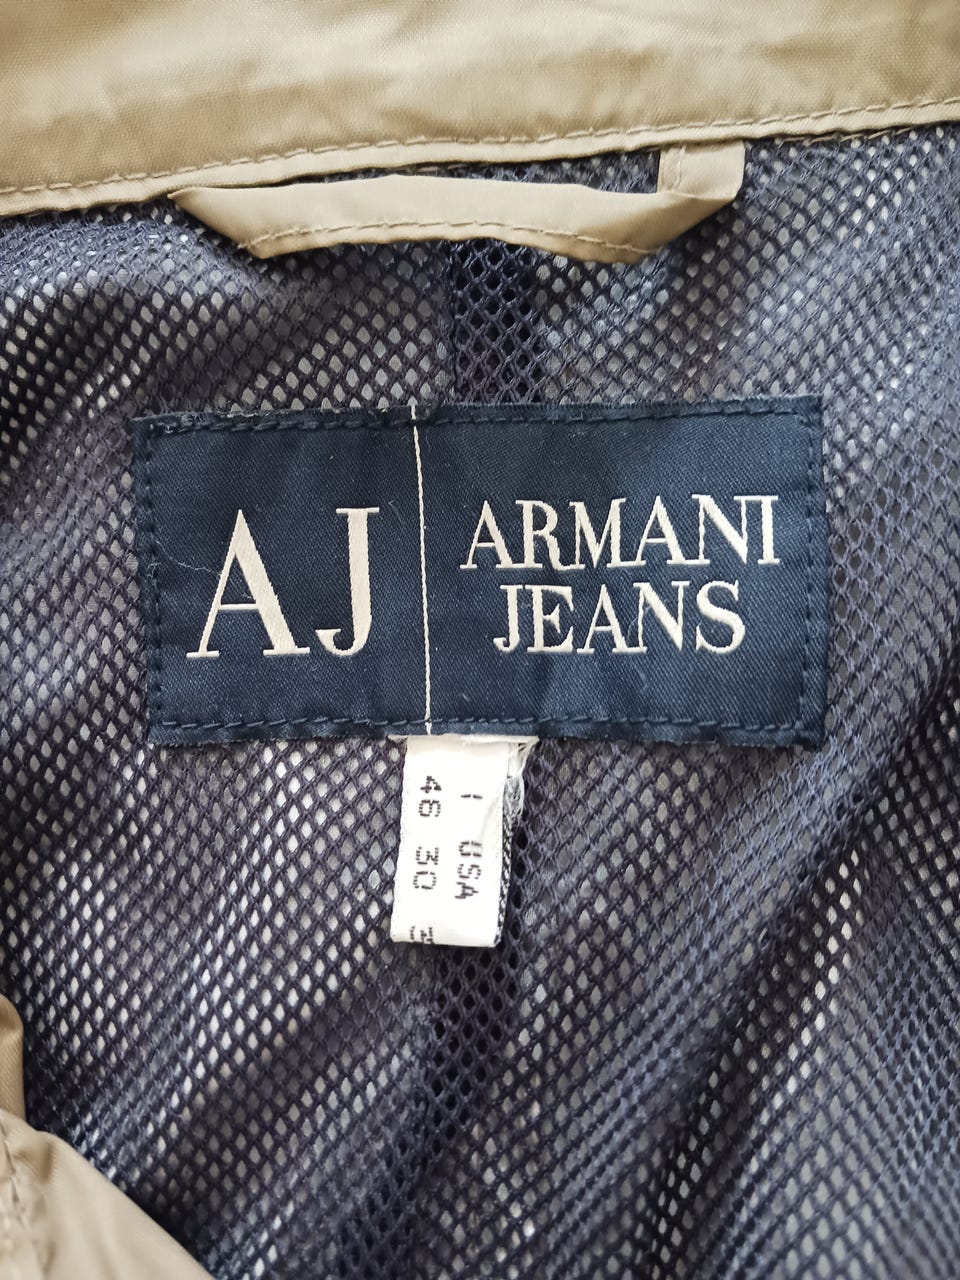 AJ
ARMANI
JEANS
I USA
46 30